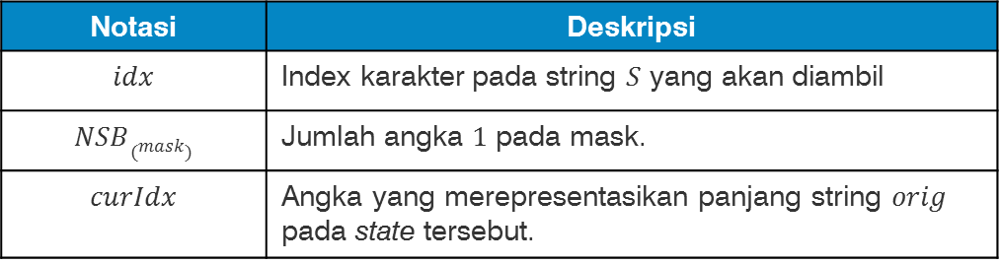 Notasi Deskripsi
idx Index karakter pada string S yang akan diambil
NSB (mask) Jumlah angka 1 pada mask.
curIdx Angka yang merepresentasikan panjang string orig
pada state tersebut.